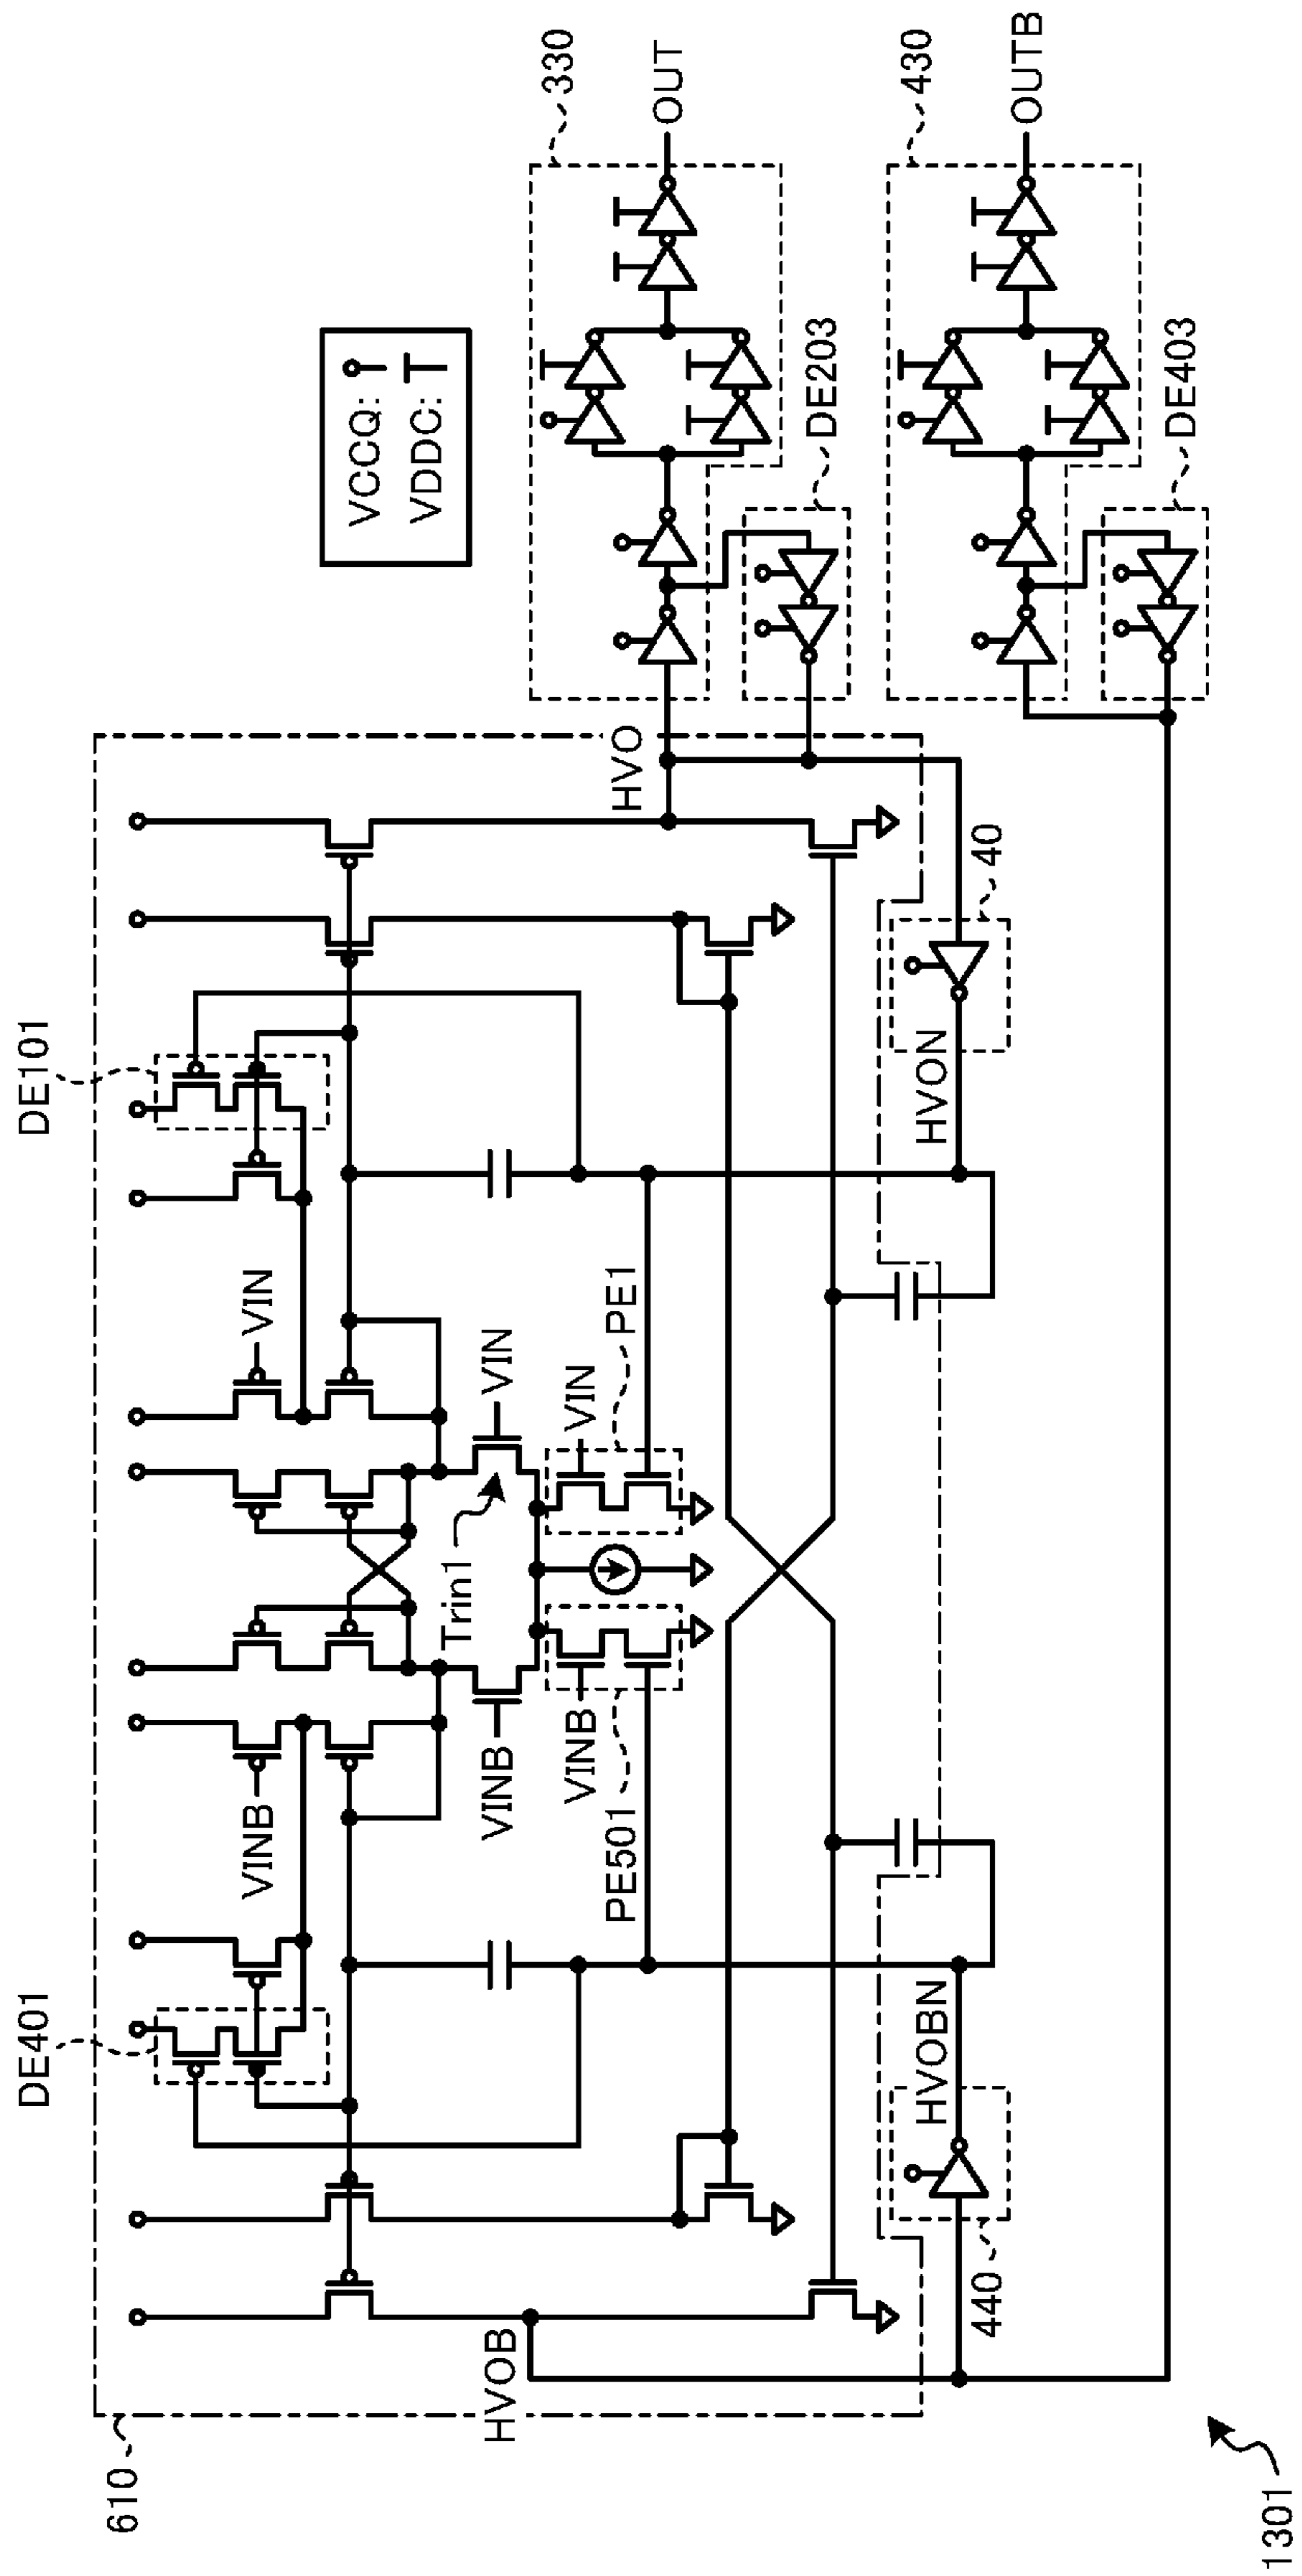 610
DE401
DE101
VCCQ:
VDDC:
330
OUT
430
OUTB
VINB
VIN
HVOB
HVO
Trin1
VINB
VIN
VINB
VIN
PE501
PE1
DE203
DE403
440
HVOBN
HVON
40
1301